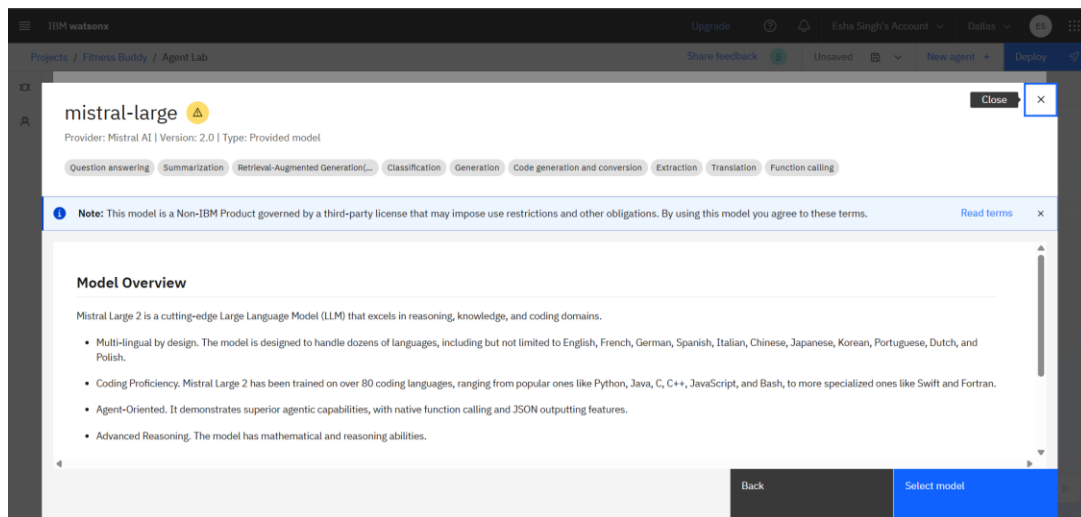 IBM watsonx
Upgrade
Esha Singh's Account
Dallas
ES
Projects / Fitness Buddy / Agent Lab
Share feedback
Unsaved
New agent +
Deploy
mistral-large
Close
Provider: Mistral AI | Version: 2.0 | Type: Provided model
Question answering Summarization Retrieval-Augmented Generation(... Classification Generation Code generation and conversion Extraction Translation Function calling
Note: This model is a Non-IBM Product governed by a third-party license that may impose use restrictions and other obligations. By using this model you agree to these terms.
Read terms
Model Overview
Mistral Large 2 is a cutting-edge Large Language Model (LLM) that excels in reasoning, knowledge, and coding domains.
• Multi-lingual by design. The model is designed to handle dozens of languages, including but not limited to English, French, German, Spanish, Italian, Chinese, Japanese, Korean, Portuguese, Dutch, and
Polish.
• Coding Proficiency. Mistral Large 2 has been trained on over 80 coding languages, ranging from popular ones like Python, Java, C, C++, JavaScript, and Bash, to more specialized ones like Swift and Fortran.
• Agent-Oriented. It demonstrates superior agentic capabilities, with native function calling and JSON outputting features.
• Advanced Reasoning. The model has mathematical and reasoning abilities.
Back
Select model